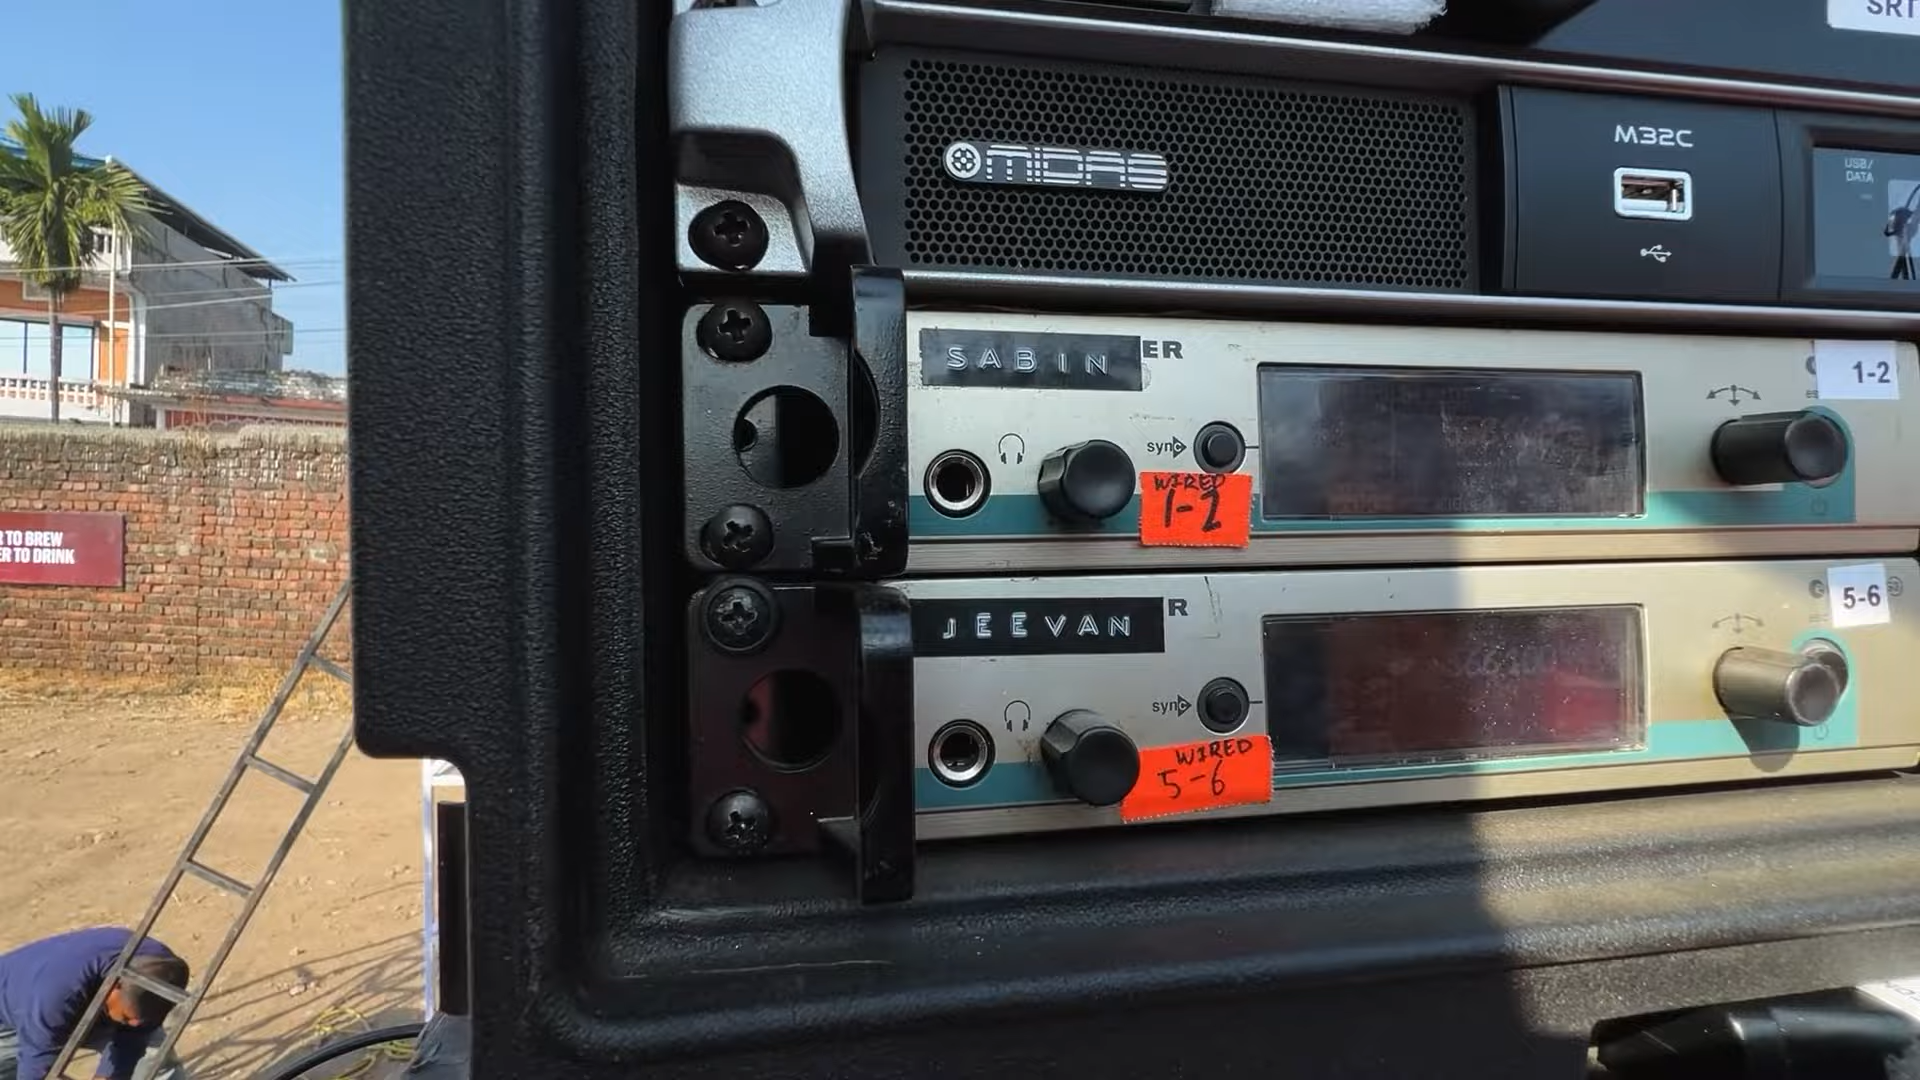 SRT
MIDAS
M32C
USB/
DATA
SABIN
ER
1-2
sync
WIRED
1-2
JEEVAN
R
5-6
sync
WIRED
5-6
R TO BREW
ER TO DRINK